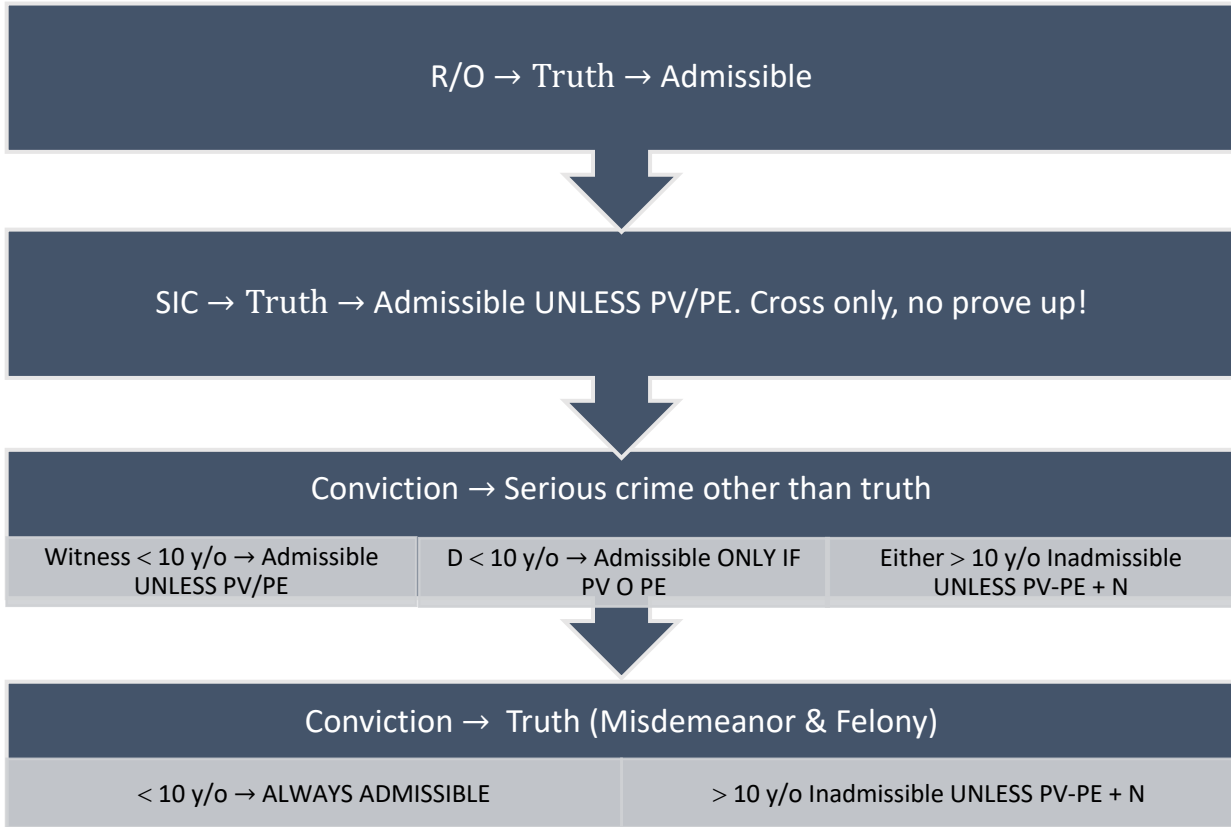 R/O → Truth → Admissible
SIC → Truth → Admissible UNLESS PV/PE. Cross only, no prove up!
Conviction → Serious crime other than truth
Witness < 10 y/o → Admissible
UNLESS PV/PE
D < 10 y/o → Admissible ONLY IF
PV O PE
Either > 10 y/o Inadmissible
UNLESS PV-PE + N
Conviction → Truth (Misdemeanor & Felony)
< 10 y/o → ALWAYS ADMISSIBLE
> 10 y/o Inadmissible UNLESS PV-PE + N